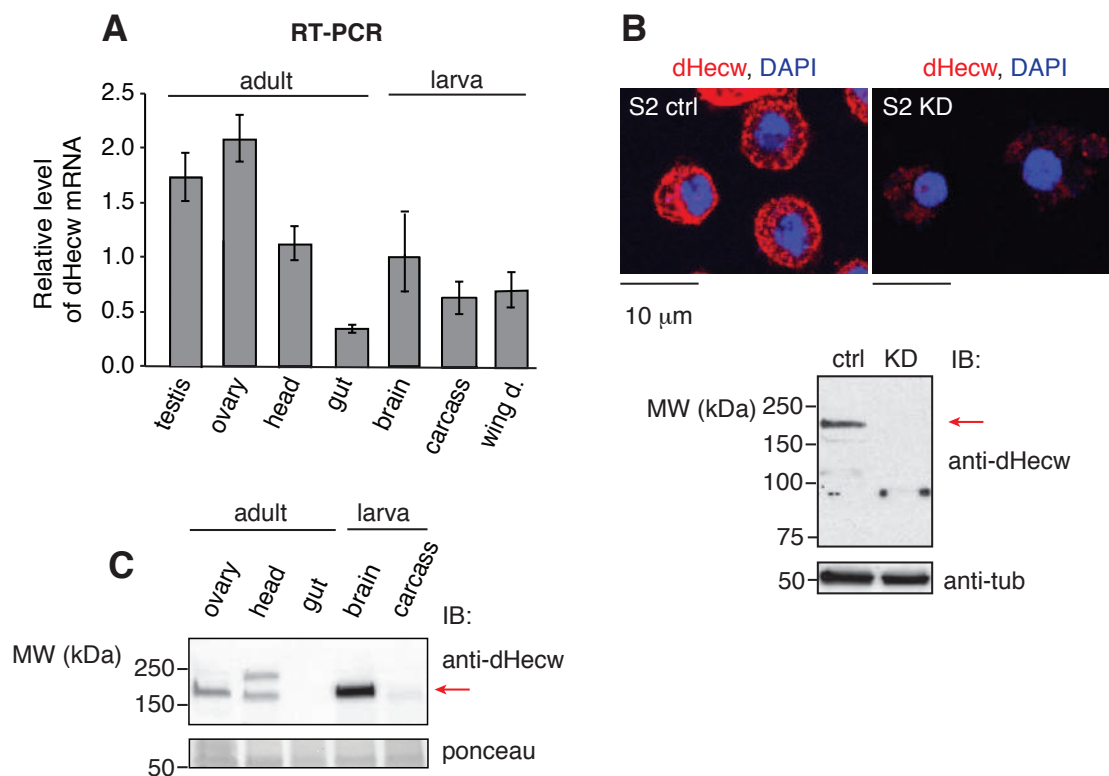 A
RT-PCR
adult
larva
Relative level
of dHecw mRNA
2.5
2.0
1.5
1.0
0.5
0.0
testis
ovary
head
gut
brain
carcass
wing d.
B
dHecw, DAPI
dHecw, DAPI
S2 ctrl
S2 KD
10 μm
ctrl KD IB:
MW (kDa)
250
150
100
75
anti-dHecw
50
anti-tub
C
adult
larva
ovary
head
gut
brain
carcass
IB:
MW (kDa)
250
150
anti-dHecw
50
ponceau